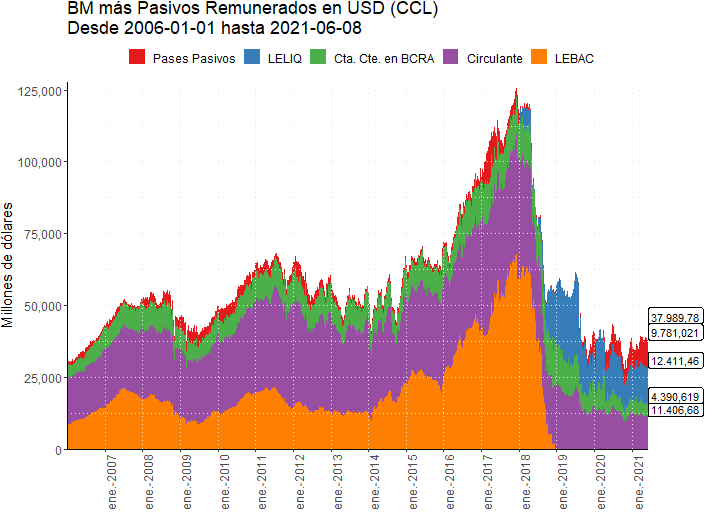 BM más Pasivos Remunerados en USD (CCL)
Desde 2006-01-01 hasta 2021-06-08
Pases Pasivos LELIQ Cta. Cte. en BCRA Circulante LEBAC
Millones de dólares
125,000
100,000
75,000
50,000
25,000
0
37.989,78
9.781,021
12.411,46
4.390,619
11.406,68
ene.-2007
ene.-2008
ene.-2009
ene.-2010
ene.-2011
ene.-2012
ene.-2013
ene.-2014
ene.-2015
ene.-2016
ene.-2017
ene.-2018
ene.-2019
ene.-2020
ene.-2021